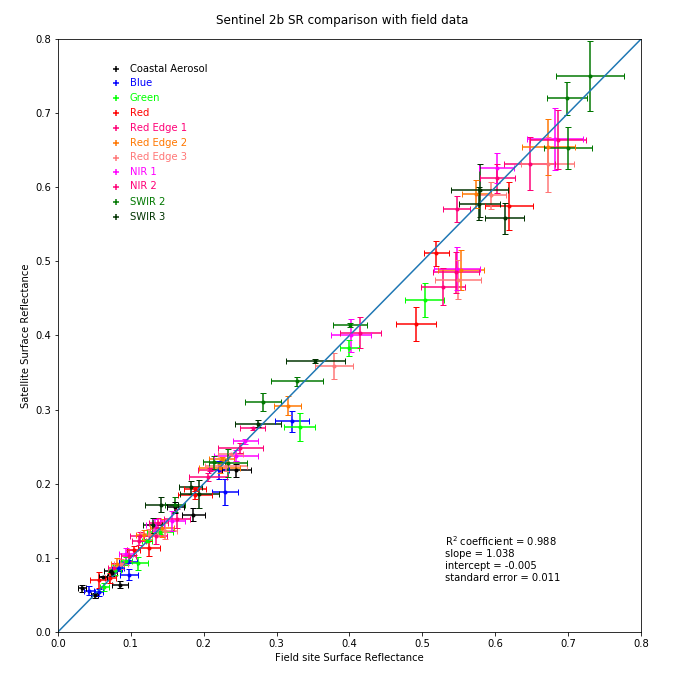 Sentinel 2b SR comparison with field data
0.8
0.7
0.6
0.5
0.4
0.3
0.2
0.1
0.0
Satellite Surface Reflectance
Coastal Aerosol
Blue
Green
Red
Red Edge 1
Red Edge 2
Red Edge 3
NIR 1
NIR 2
SWIR 2
SWIR 3
R² coefficient = 0.988
slope = 1.038
intercept = -0.005
standard error = 0.011
0.0 0.1 0.2 0.3 0.4 0.5 0.6 0.7 0.8
Field site Surface Reflectance